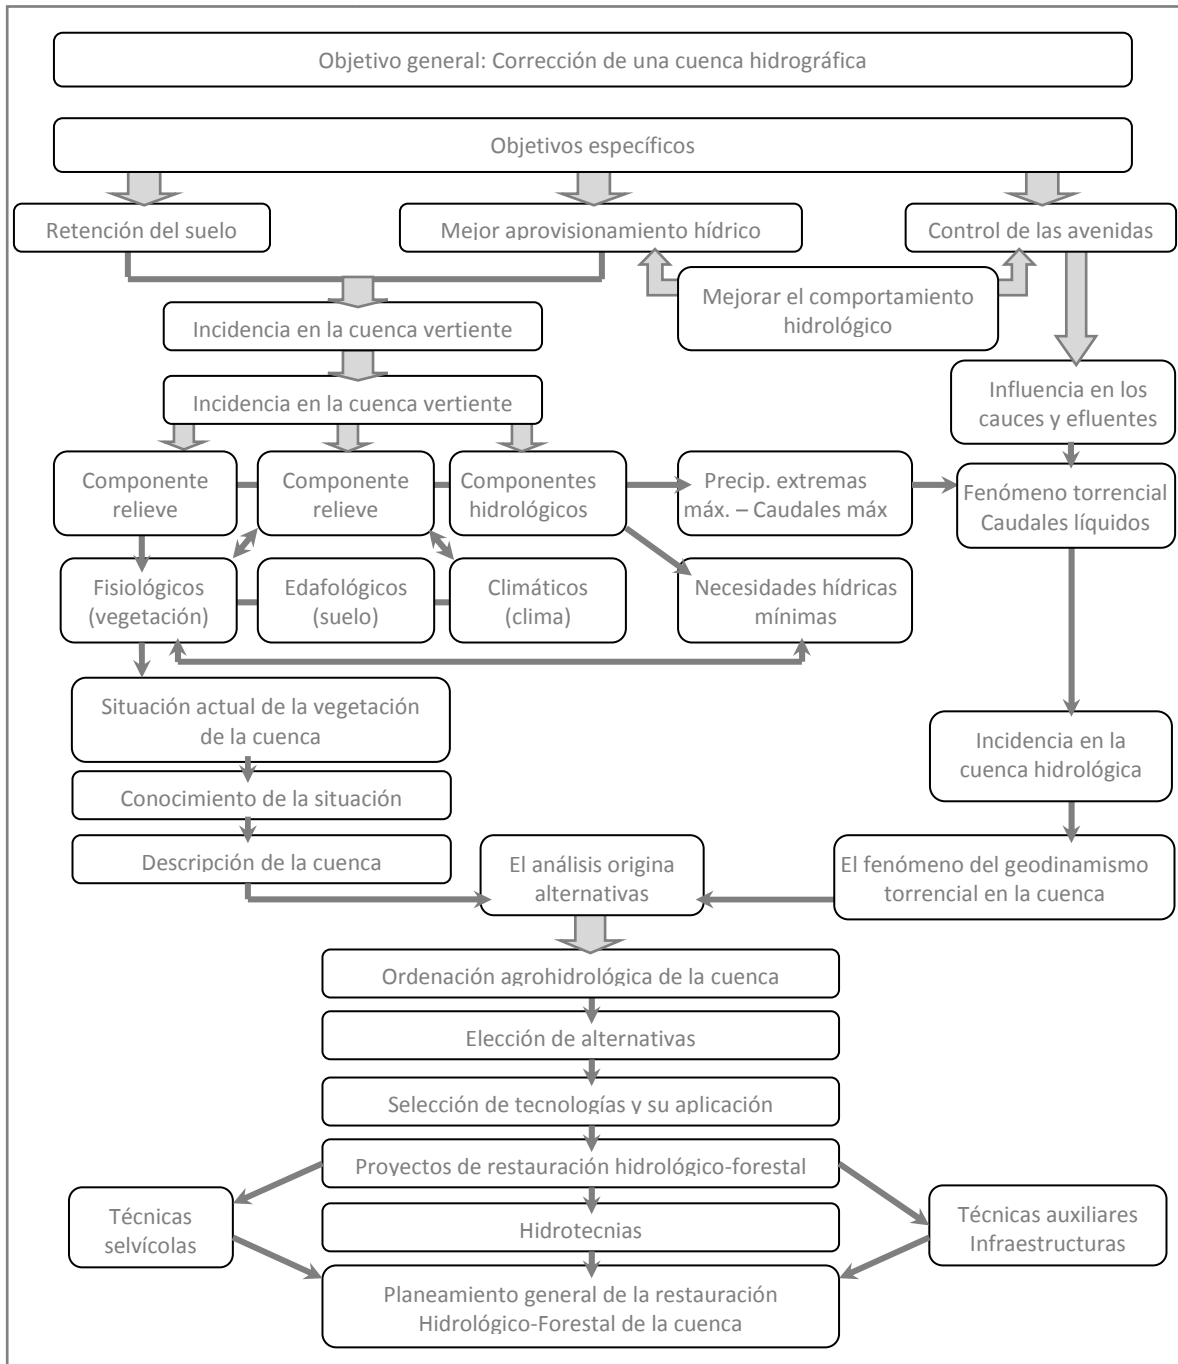 Objetivo general: Corrección de una cuenca hidrográfica
Objetivos específicos
Retención del suelo
Mejor aprovisionamiento hídrico
Control de las avenidas
Mejorar el comportamiento
hidrológico
Incidencia en la cuenca vertiente
Incidencia en la cuenca vertiente
Influencia en los
cauces y efluentes
Componente
relieve
Componente
relieve
Componentes
hidrológicos
Precip. extremas
máx. – Caudales máx
Fenómeno torrencial
Caudales líquidos
Fisiológicos
(vegetación)
Edafológicos
(suelo)
Climáticos
(clima)
Necesidades hídricas
mínimas
Situación actual de la vegetación
de la cuenca
Incidencia en la
cuenca hidrológica
Conocimiento de la situación
Descripción de la cuenca
El análisis origina
alternativas
El fenómeno del geodinamismo
torrencial en la cuenca
Ordenación agrohidrológica de la cuenca
Elección de alternativas
Selección de tecnologías y su aplicación
Proyectos de restauración hidrológico-forestal
Técnicas
selvícolas
Hidrotecnias
Técnicas auxiliares
Infraestructuras
Planeamiento general de la restauración
Hidrológico-Forestal de la cuenca